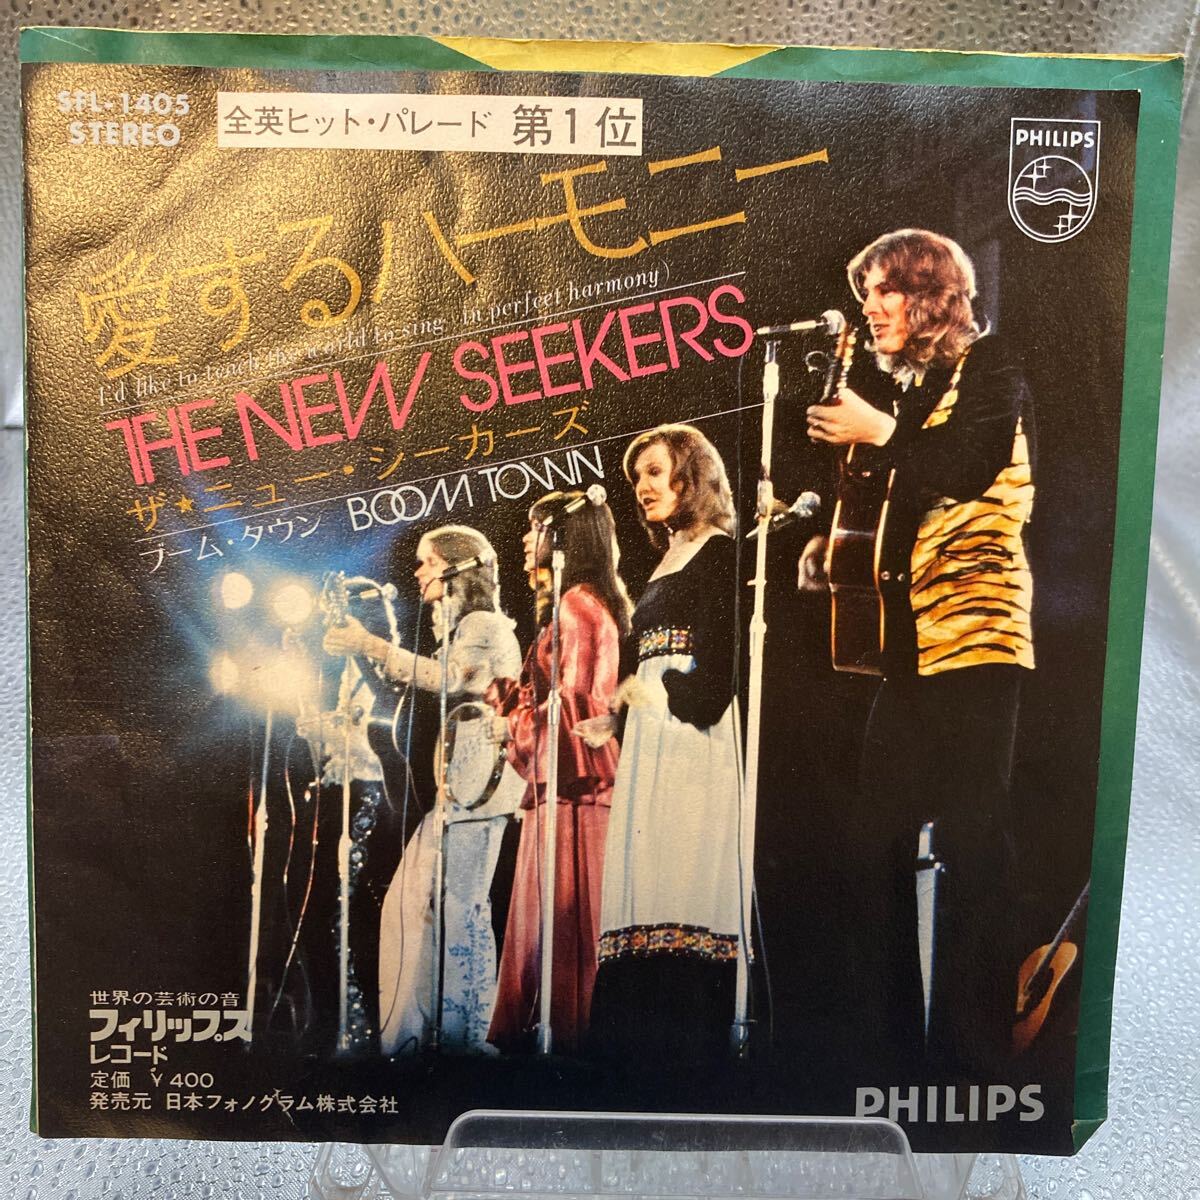 SFL-1405
STEREO
全英ヒット・パレード 第1位
PHILIPS
愛するハーモニー
I'd like to teach the world to sing in perfect harmony)
THE NEW SEEKERS
ザ★ニュー・シーカーズ
ブーム・タウン BOOM TOWN
世界の芸術の音
フィリップス
レコード
定価 ¥400
発売元 日本フォノグラム株式会社
PHILIPS